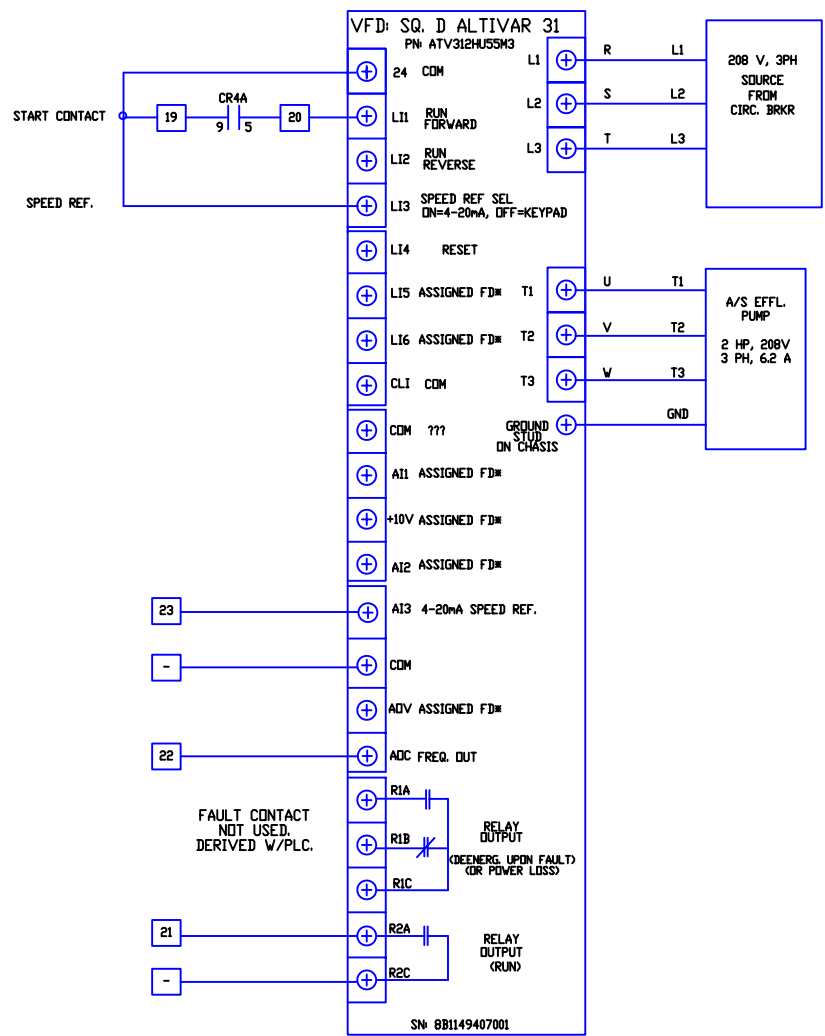 VFD: SQ. D ALTIVAR 31
PN: ATV312HU55M3
24 COM
L1 R L1
208 V, 3PH
SOURCE
FROM
CIRC. BRKR
START CONTACT
19
CR4A
9 5
20
LI1 RUN
FORWARD
L2 S L2
LI2 RUN
REVERSE
L3 T L3
SPEED REF.
LI3 SPEED REF SEL
ON=4-20mA, OFF=KEYPAD
LI4 RESET
LI5 ASSIGNED FD*
T1 U T1
A/S EFFL.
PUMP
2 HP, 208V
3 PH, 6.2 A
LI6 ASSIGNED FD*
T2 V T2
CLI COM
T3 W T3
COM ???
GROUND
STUD
ON CHASIS
GND
AI1 ASSIGNED FD*
+10V ASSIGNED FD*
AI2 ASSIGNED FD*
23
AI3 4-20mA SPEED REF.
-
COM
AOV ASSIGNED FD*
22
AOC FREQ. OUT
FAULT CONTACT
NOT USED.
DERIVED W/PLC.
R1A
R1B
R1C
RELAY
OUTPUT
(DEENERG. UPON FAULT)
(OR POWER LOSS)
21
R2A
-
R2C
RELAY
OUTPUT
(RUN)
SN: 8B1149407001